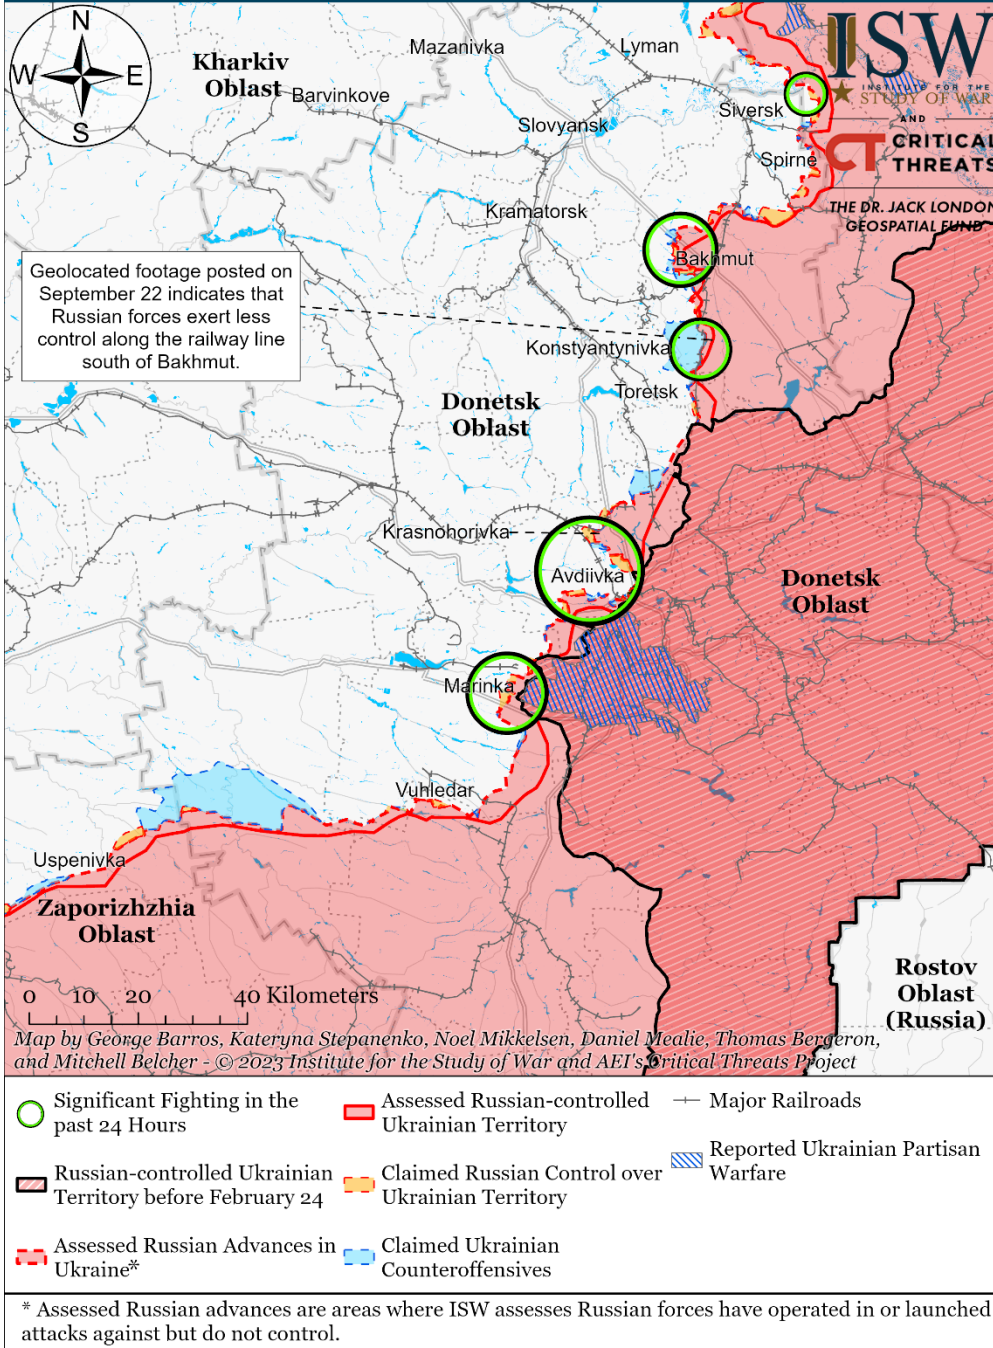 N
W
E
S
Kharkiv
Oblast
Mazanivka
Lyman
Barvinkove
Slovyansk
Siversk
Spirne
ISW
INSTITUTE FOR THE
STUDY OF WAR
AND
CT CRITICAL
THREATS
THE DR. JACK LONDON
GEOSPATIAL FUND
Kramatorsk
Bakhmut
Geolocated footage posted on
September 22 indicates that
Russian forces exert less
control along the railway line
south of Bakhmut.
Konstyantynivka
Toretsk
Donetsk
Oblast
Krasnohorivka
Avdiivka
Donetsk
Oblast
Marinka
Vuhledar
Uspenivka
Zaporizhzhia
Oblast
Rostov
Oblast
(Russia)
0 10 20 40 Kilometers
Map by George Barros, Kateryna Stepanenko, Noel Mikkelsen, Daniel Mealie, Thomas Bergeron,
and Mitchell Belcher - © 2023 Institute for the Study of War and AEI's Critical Threats Project
Significant Fighting in the
past 24 Hours
Russian-controlled Ukrainian
Territory before February 24
Assessed Russian Advances in
Ukraine*
Assessed Russian-controlled
Ukrainian Territory
Claimed Russian Control over
Ukrainian Territory
Claimed Ukrainian
Counteroffensives
Major Railroads
Reported Ukrainian Partisan
Warfare
* Assessed Russian advances are areas where ISW assesses Russian forces have operated in or launched
attacks against but do not control.